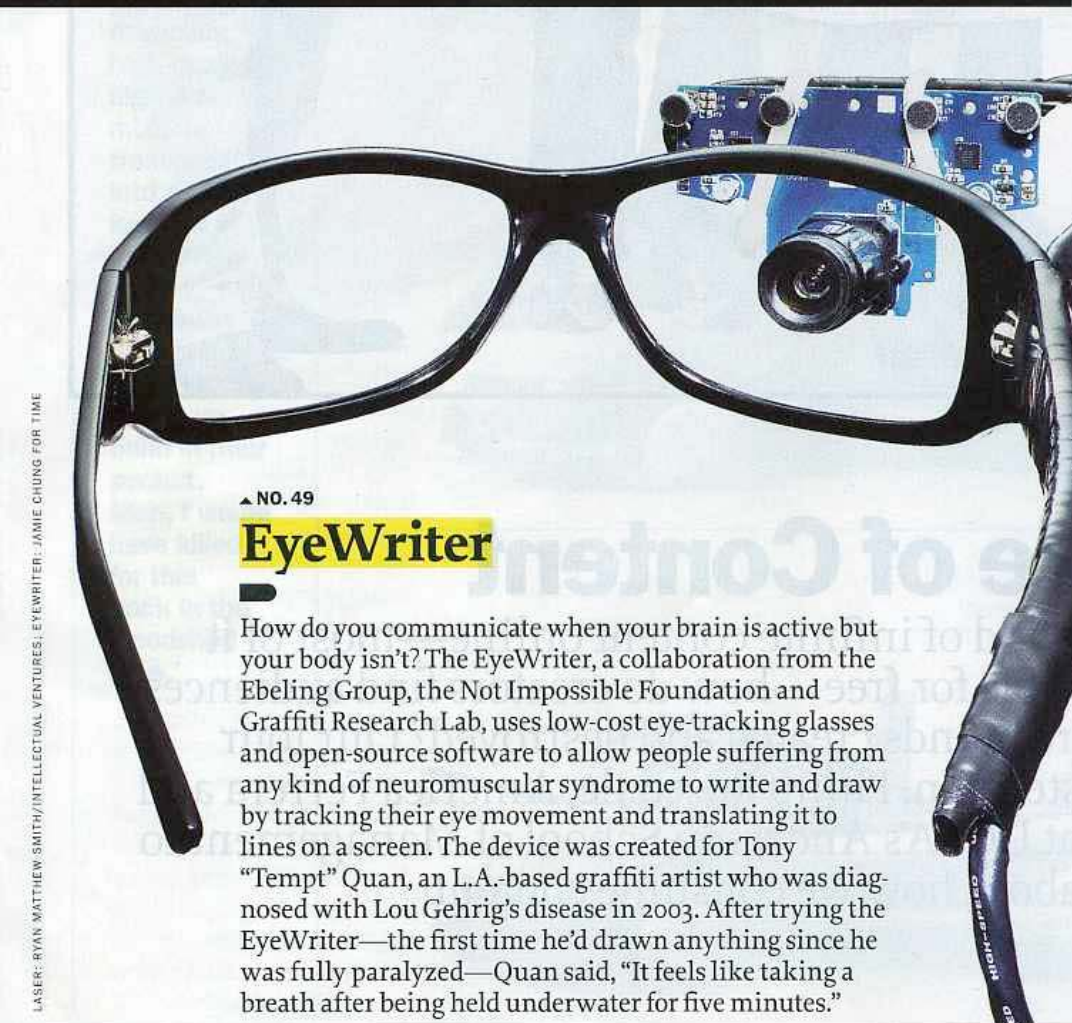 ▲ NO. 49
EyeWriter
How do you communicate when your brain is active but
your body isn't? The EyeWriter, a collaboration from the
Ebeling Group, the Not Impossible Foundation and
Graffiti Research Lab, uses low-cost eye-tracking glasses
and open-source software to allow people suffering from
any kind of neuromuscular syndrome to write and draw
by tracking their eye movement and translating it to
lines on a screen. The device was created for Tony
“Tempt” Quan, an L.A.-based graffiti artist who was diag-
nosed with Lou Gehrig's disease in 2003. After trying the
EyeWriter—the first time he'd drawn anything since he
was fully paralyzed—Quan said, “It feels like taking a
breath after being held underwater for five minutes.”
LASER: RYAN MATTHEW SMITH/INTELLECTUAL VENTURES; EYEWRITER: JAMIE CHUNG FOR TIME
HIGH-SPEED